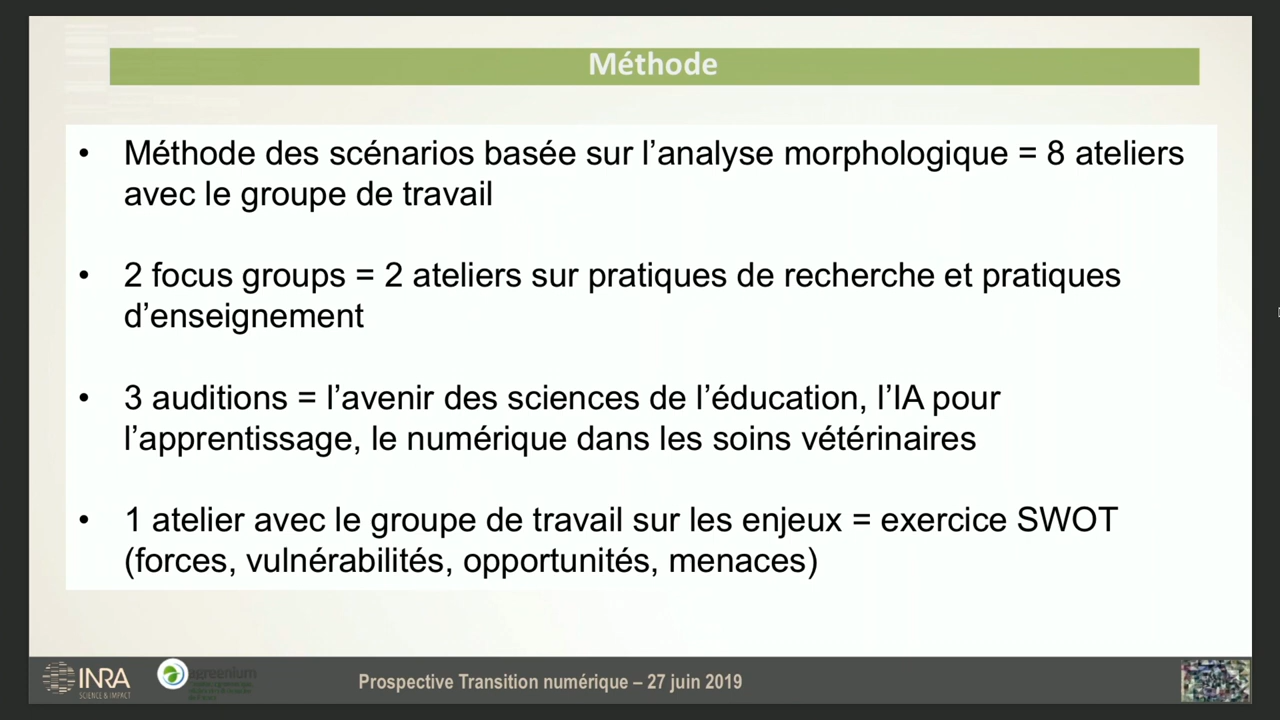 Méthode
• Méthode des scénarios basée sur l’analyse morphologique = 8 ateliers
avec le groupe de travail
• 2 focus groups = 2 ateliers sur pratiques de recherche et pratiques
d’enseignement
• 3 auditions = l’avenir des sciences de l’éducation, l’IA pour
l’apprentissage, le numérique dans les soins vétérinaires
• 1 atelier avec le groupe de travail sur les enjeux = exercice SWOT
(forces, vulnérabilités, opportunités, menaces)
INRA
SCIENCE & IMPACT
agreenium
Prospective Transition numérique – 27 juin 2019